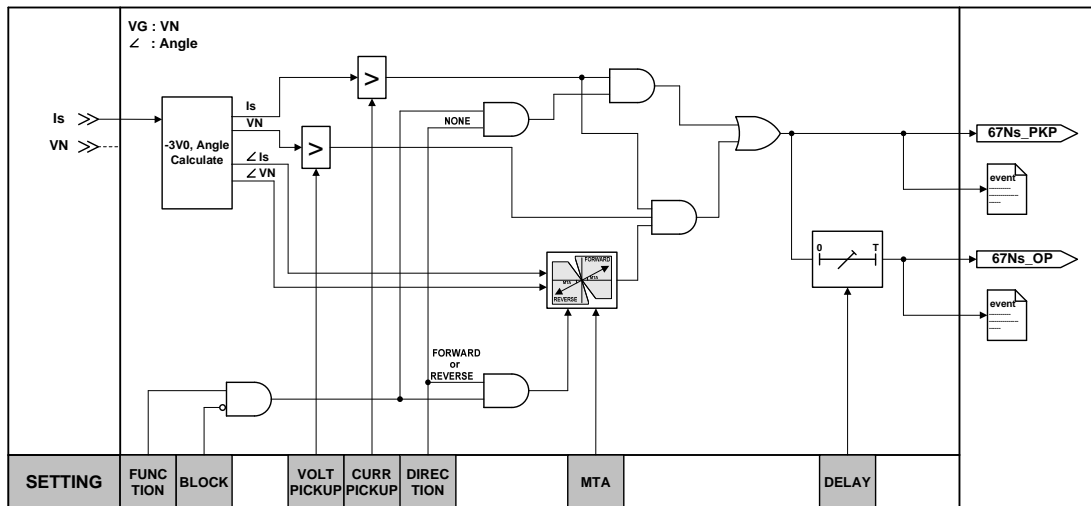 VG : VN
∠ : Angle
Is
VN
-3V0, Angle
Calculate
Is
VN
∠ Is
∠ VN
>
>
NONE
FORWARD
MTA
MTA
REVERSE
FORWARD
or
REVERSE
0 T
67Ns_PKP
event
67Ns_OP
event
SETTING
FUNC
TION
BLOCK
VOLT
PICKUP
CURR
PICKUP
DIREC
TION
MTA
DELAY